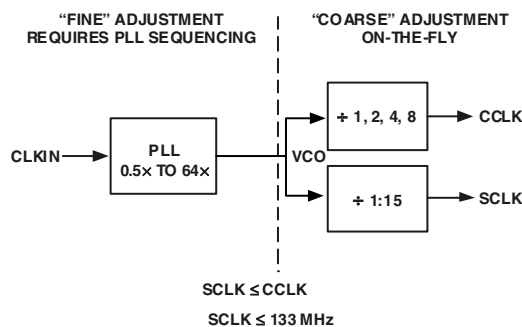 “FINE” ADJUSTMENT
REQUIRES PLL SEQUENCING
“COARSE” ADJUSTMENT
ON-THE-FLY
CLKIN
PLL
0.5× TO 64×
VCO
÷ 1, 2, 4, 8
CCLK
÷ 1:15
SCLK
SCLK ≤ CCLK
SCLK ≤ 133 MHz